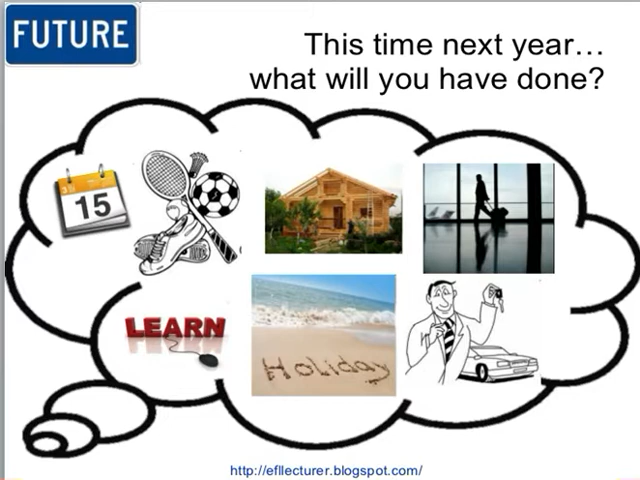 FUTURE
This time next year…
what will you have done?
15
LEARN
Holiday
http://efllecturer.blogspot.com/